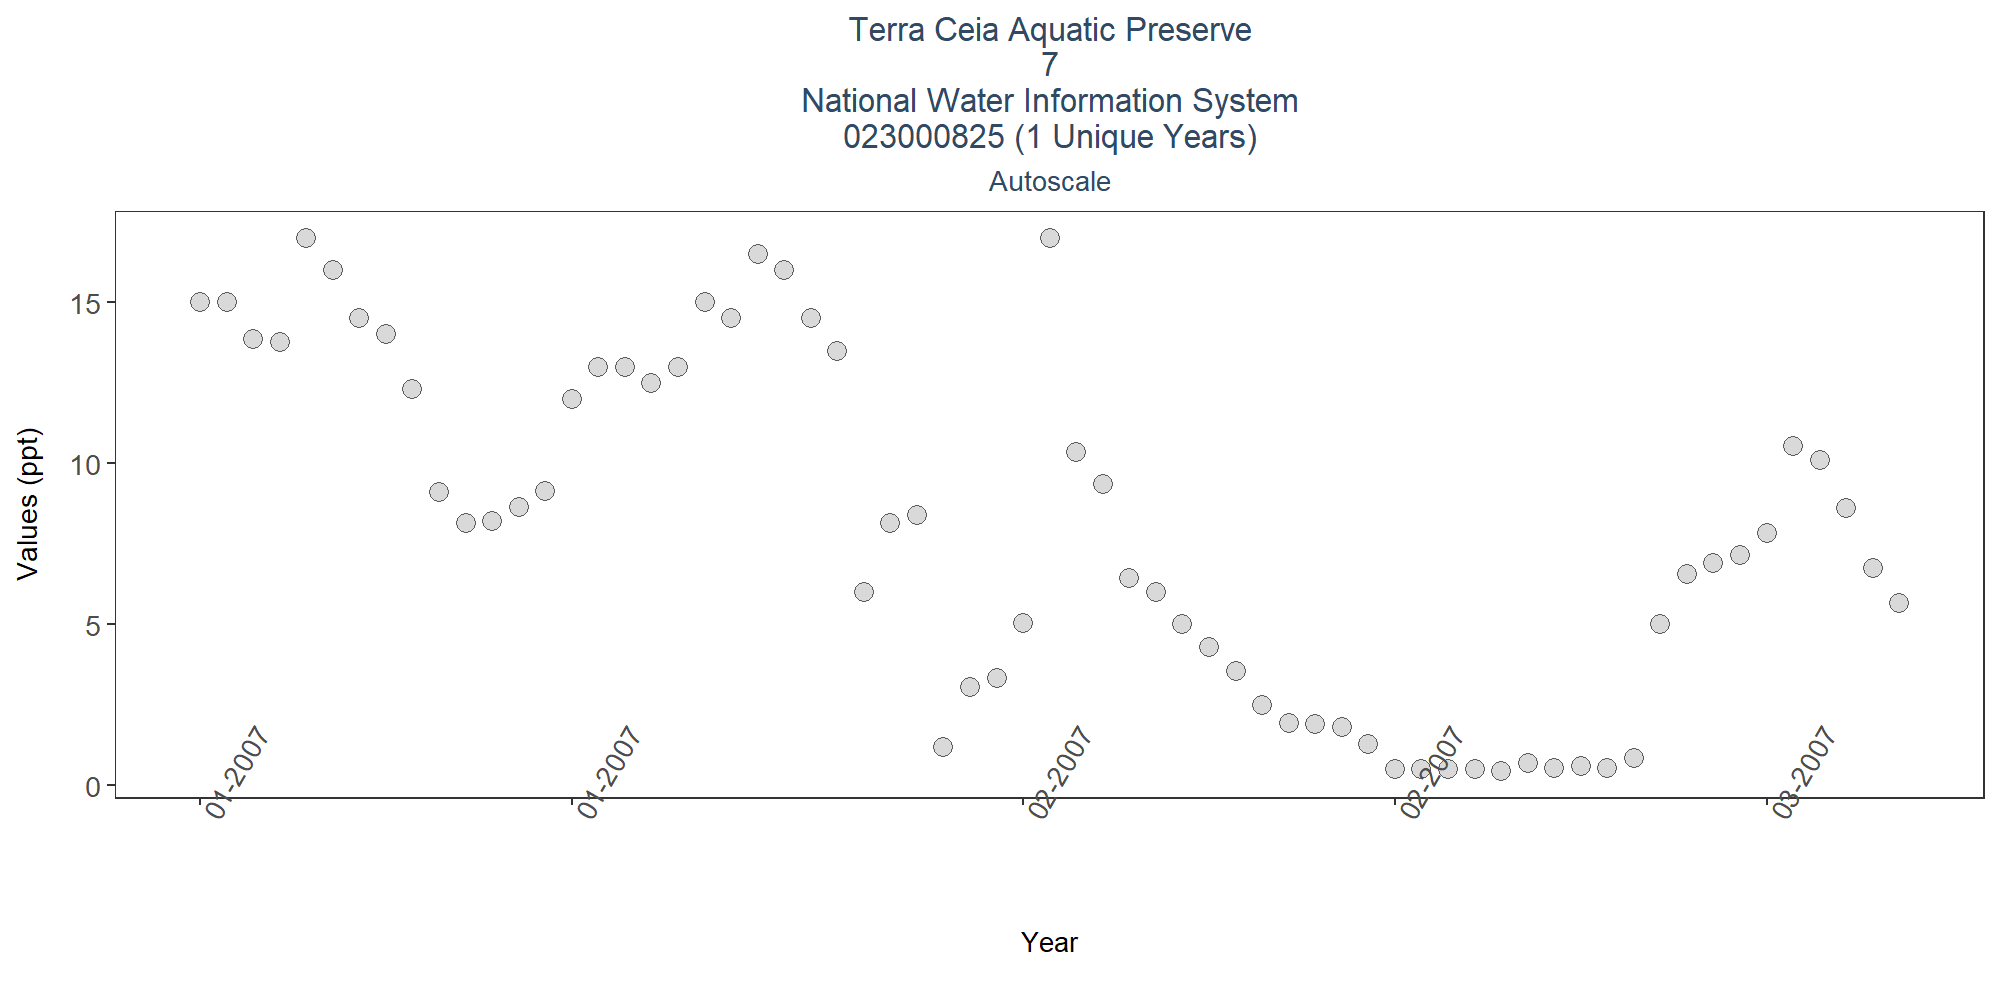 Terra Ceia Aquatic Preserve
7
National Water Information System
023000825 (1 Unique Years)
Autoscale
Values (ppt)
15
10
5
0
01-2007
01-2007
02-2007
02-2007
03-2007
Year